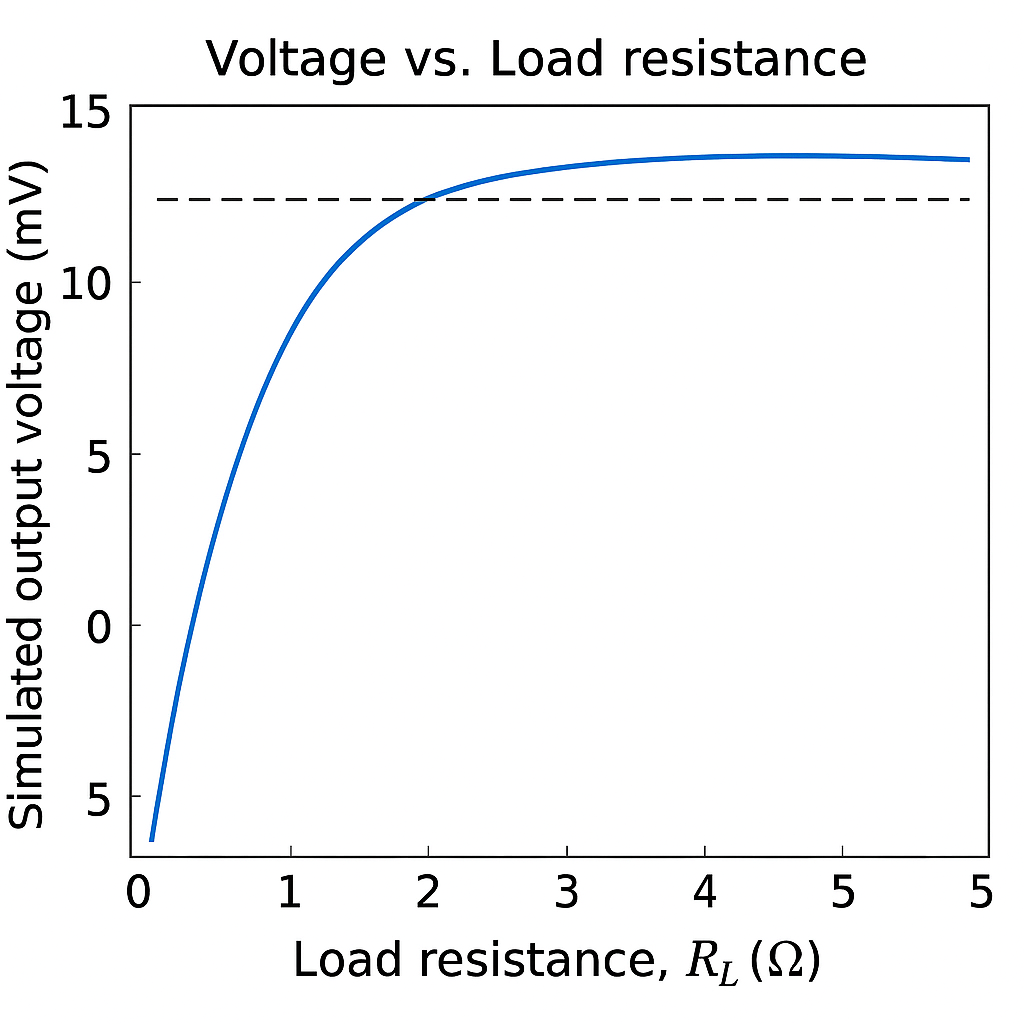 Voltage vs. Load resistance
15
10
5
0
5
Simulated output voltage (mV)
0 1 2 3 4 5 5
Load resistance, R_L (Ω)